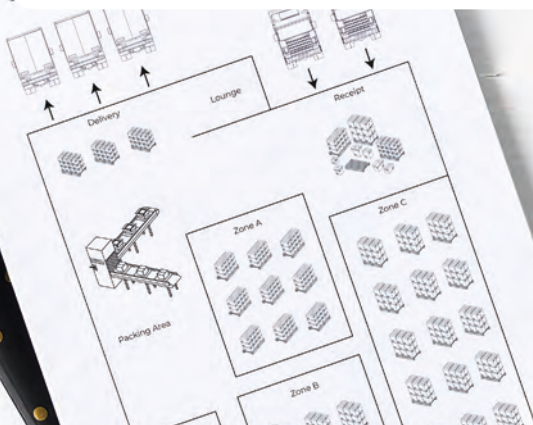 Lounge
Delivery
Receipt
Zone A
Zone C
Packing Area
Zone B